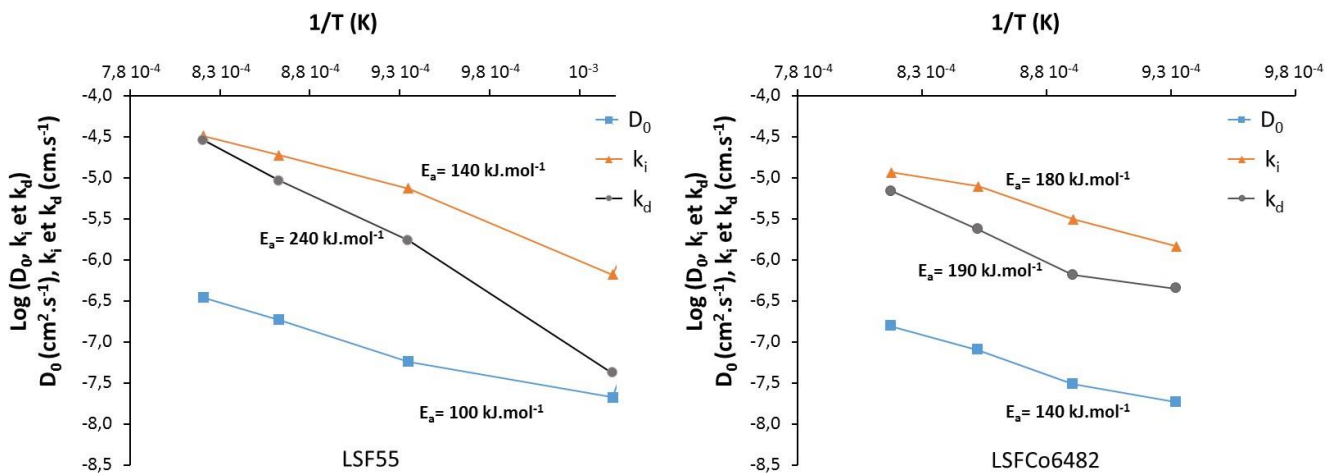 1/T (K)
7,8 10⁻⁴ 8,3 10⁻⁴ 8,8 10⁻⁴ 9,3 10⁻⁴ 9,8 10⁻⁴ 10⁻³
-4,0
-4,5
-5,0
-5,5
-6,0
-6,5
-7,0
-7,5
-8,0
-8,5
Log (D₀, kᵢ et k_d)
D₀ (cm².s⁻¹), kᵢ et k_d (cm.s⁻¹)
D₀
kᵢ
k_d
Eₐ= 140 kJ.mol⁻¹
Eₐ= 240 kJ.mol⁻¹
Eₐ= 100 kJ.mol⁻¹
LSF55
1/T (K)
7,8 10⁻⁴ 8,3 10⁻⁴ 8,8 10⁻⁴ 9,3 10⁻⁴ 9,8 10⁻⁴
-4,0
-4,5
-5,0
-5,5
-6,0
-6,5
-7,0
-7,5
-8,0
-8,5
Log (D₀, kᵢ et k_d)
D₀ (cm².s⁻¹), kᵢ et k_d (cm.s⁻¹)
D₀
kᵢ
k_d
Eₐ= 180 kJ.mol⁻¹
Eₐ= 190 kJ.mol⁻¹
Eₐ= 140 kJ.mol⁻¹
LSFCo6482